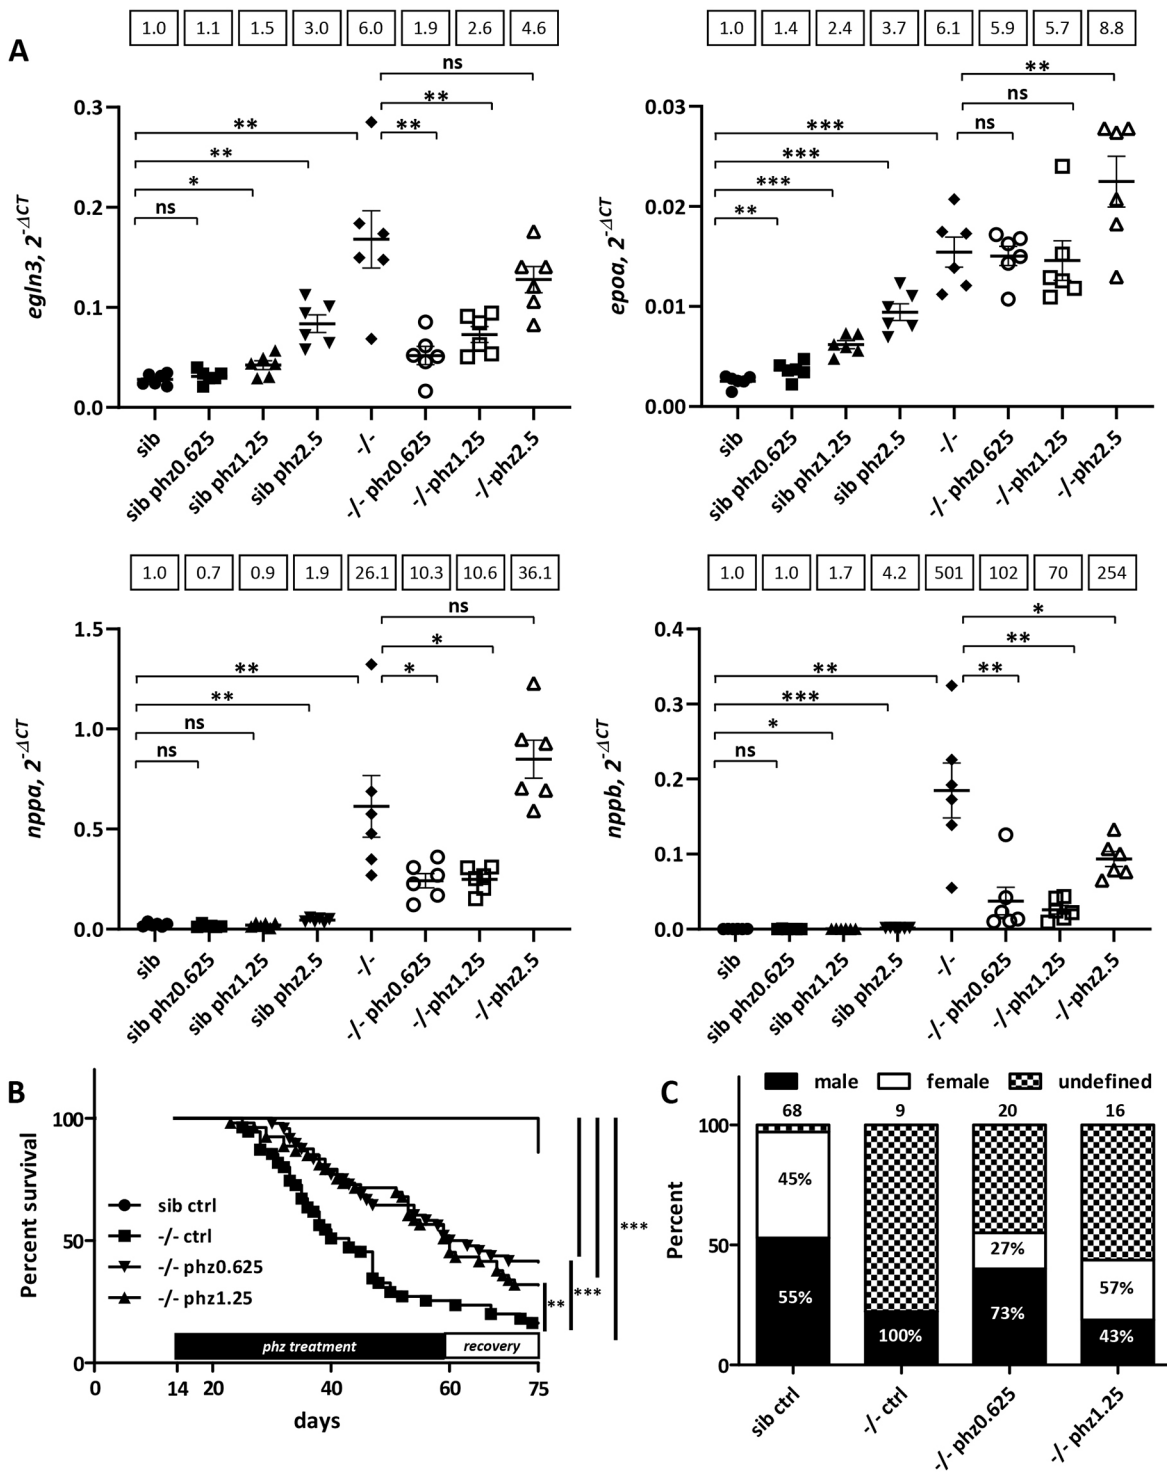 A
1.0 1.1 1.5 3.0 6.0 1.9 2.6 4.6
ns
**
** **
**
*
ns
egln3, 2^-ΔCT
0.3
0.2
0.1
0.0
sib
sib phz0.625
sib phz1.25
sib phz2.5
-/-
-/- phz0.625
-/-phz1.25
-/-phz2.5
1.0 1.4 2.4 3.7 6.1 5.9 5.7 8.8
**
ns
*** ns
***
***
**
epoa, 2^-ΔCT
0.03
0.02
0.01
0.00
sib
sib phz0.625
sib phz1.25
sib phz2.5
-/-
-/- phz0.625
-/-phz1.25
-/-phz2.5
1.0 0.7 0.9 1.9 26.1 10.3 10.6 36.1
ns
*
** *
**
ns
ns
nppa, 2^-ΔCT
1.5
1.0
0.5
0.0
sib
sib phz0.625
sib phz1.25
sib phz2.5
-/-
-/- phz0.625
-/-phz1.25
-/-phz2.5
1.0 1.0 1.7 4.2 501 102 70 254
*
**
** **
***
*
ns
nppb, 2^-ΔCT
0.4
0.3
0.2
0.1
0.0
sib
sib phz0.625
sib phz1.25
sib phz2.5
-/-
-/- phz0.625
-/-phz1.25
-/-phz2.5
B
Percent survival
100
50
0
sib ctrl
-/- ctrl
-/- phz0.625
-/- phz1.25
***
***
**
phz treatment recovery
0 14 20 40 60 75
days
C
male female undefined
68 9 20 16
Percent
100
50
0
45%
55%
100%
27%
73%
57%
43%
sib ctrl
-/- ctrl
-/- phz0.625
-/- phz1.25